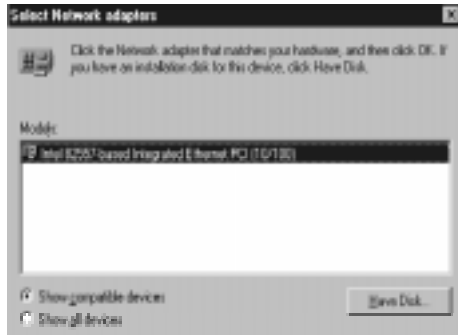 Select Network adapters
Click the Network adapter that matches your hardware, and then click OK. If
you have an installation disk for this device, click Have Disk.
Models:
Intel 82557-based Integrated Ethernet PCI (10/100)
Show compatible devices
Show all devices
Have Disk...